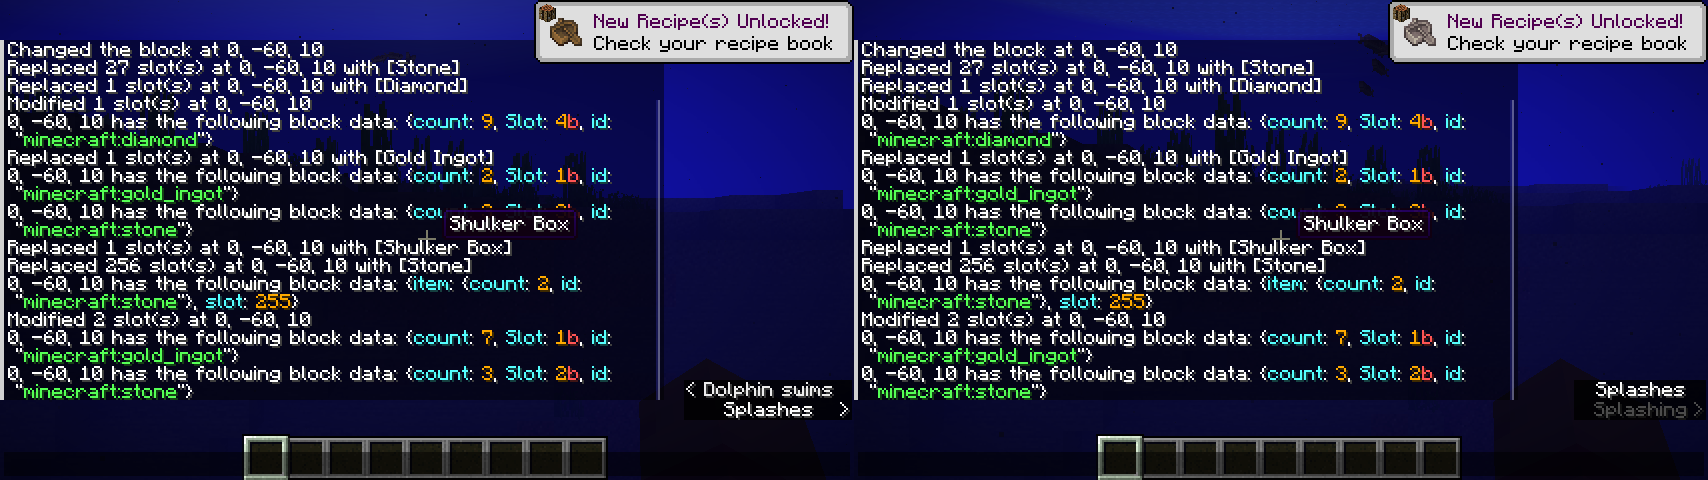 New Recipe(s) Unlocked!
Check your recipe book
Changed the block at 0, -60, 10
Replaced 27 slot(s) at 0, -60, 10 with [Stone]
Replaced 1 slot(s) at 0, -60, 10 with [Diamond]
Modified 1 slot(s) at 0, -60, 10
0, -60, 10 has the following block data: {count: 9, Slot: 4b, id:
"minecraft:diamond"}
Replaced 1 slot(s) at 0, -60, 10 with [Gold Ingot]
0, -60, 10 has the following block data: {count: 2, Slot: 1b, id:
"minecraft:gold_ingot"}
0, -60, 10 has the following block data: id:
Shulker Box
"minecraft:stone"}
Replaced 1 slot(s) at 0, -60, 10 with [Shulker Box]
Replaced 256 slot(s) at 0, -60, 10 with [Stone]
0, -60, 10 has the following block data: {item: {count: 2, id:
"minecraft:stone"}, slot: 255}
Modified 2 slot(s) at 0, -60, 10
0, -60, 10 has the following block data: {count: 7, Slot: 1b, id:
"minecraft:gold_ingot"}
0, -60, 10 has the following block data: {count: 3, Slot: 2b, id:
"minecraft:stone"}
< Dolphin swims
Splashes >
New Recipe(s) Unlocked!
Check your recipe book
Changed the block at 0, -60, 10
Replaced 27 slot(s) at 0, -60, 10 with [Stone]
Replaced 1 slot(s) at 0, -60, 10 with [Diamond]
Modified 1 slot(s) at 0, -60, 10
0, -60, 10 has the following block data: {count: 9, Slot: 4b, id:
"minecraft:diamond"}
Replaced 1 slot(s) at 0, -60, 10 with [Gold Ingot]
0, -60, 10 has the following block data: {count: 2, Slot: 1b, id:
"minecraft:gold_ingot"}
0, -60, 10 has the following block data: id:
Shulker Box
"minecraft:stone"}
Replaced 1 slot(s) at 0, -60, 10 with [Shulker Box]
Replaced 256 slot(s) at 0, -60, 10 with [Stone]
0, -60, 10 has the following block data: {item: {count: 2, id:
"minecraft:stone"}, slot: 255}
Modified 2 slot(s) at 0, -60, 10
0, -60, 10 has the following block data: {count: 7, Slot: 1b, id:
"minecraft:gold_ingot"}
0, -60, 10 has the following block data: {count: 3, Slot: 2b, id:
"minecraft:stone"}
Splashes
Splashing >